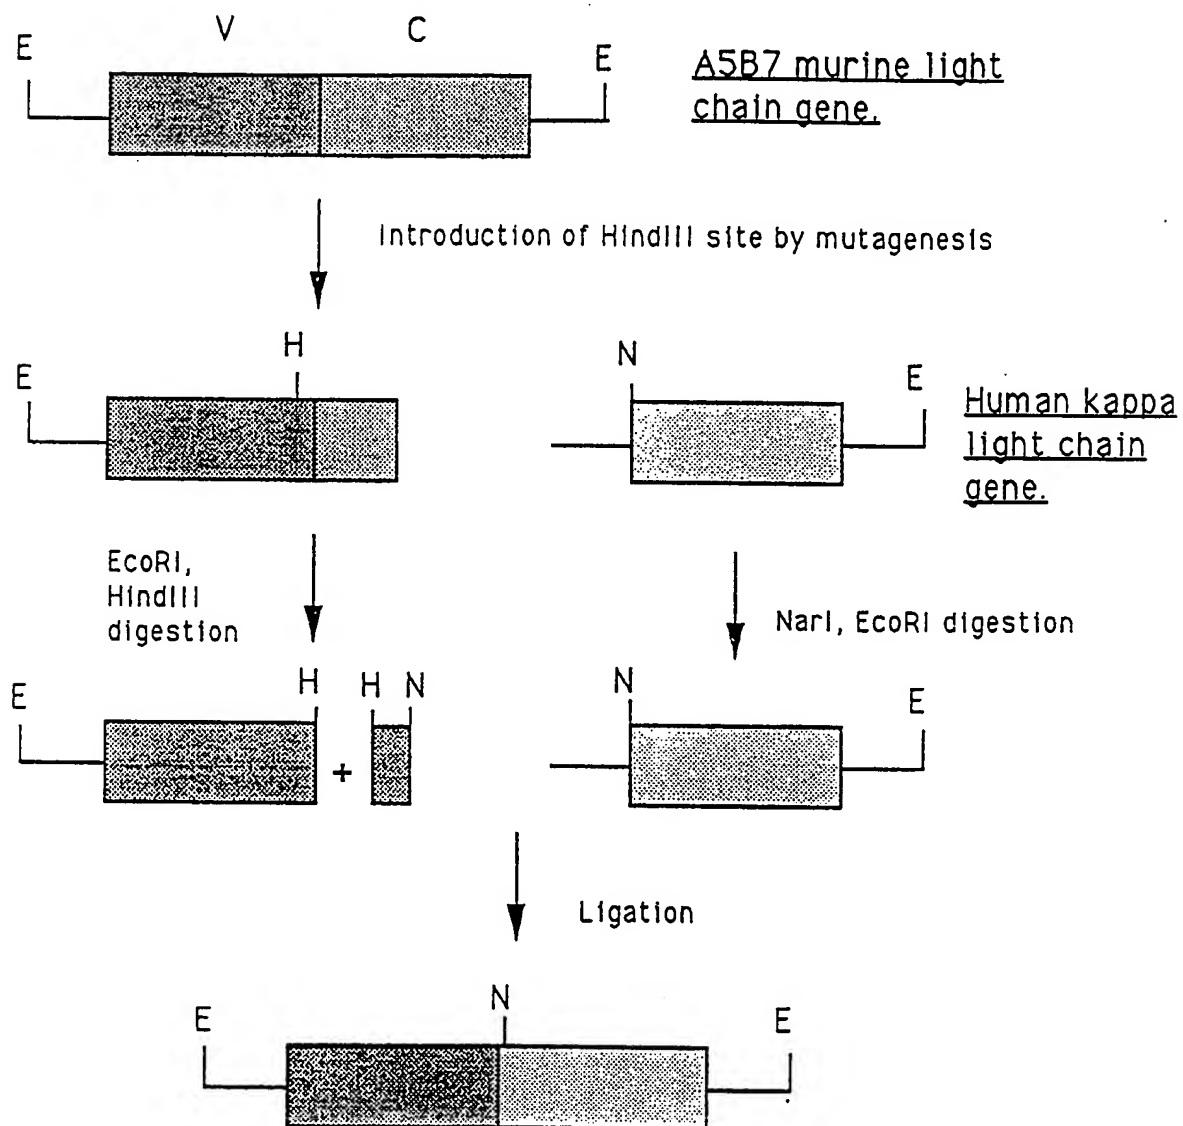 V C
E E
A5B7 murine light
chain gene.
Introduction of HindIII site by mutagenesis
H
E
N
E
Human kappa
light chain
gene.
EcoRI,
HindIII
digestion
NarI, EcoRI digestion
E
H
H N
+
N
E
Ligation
N
E
E